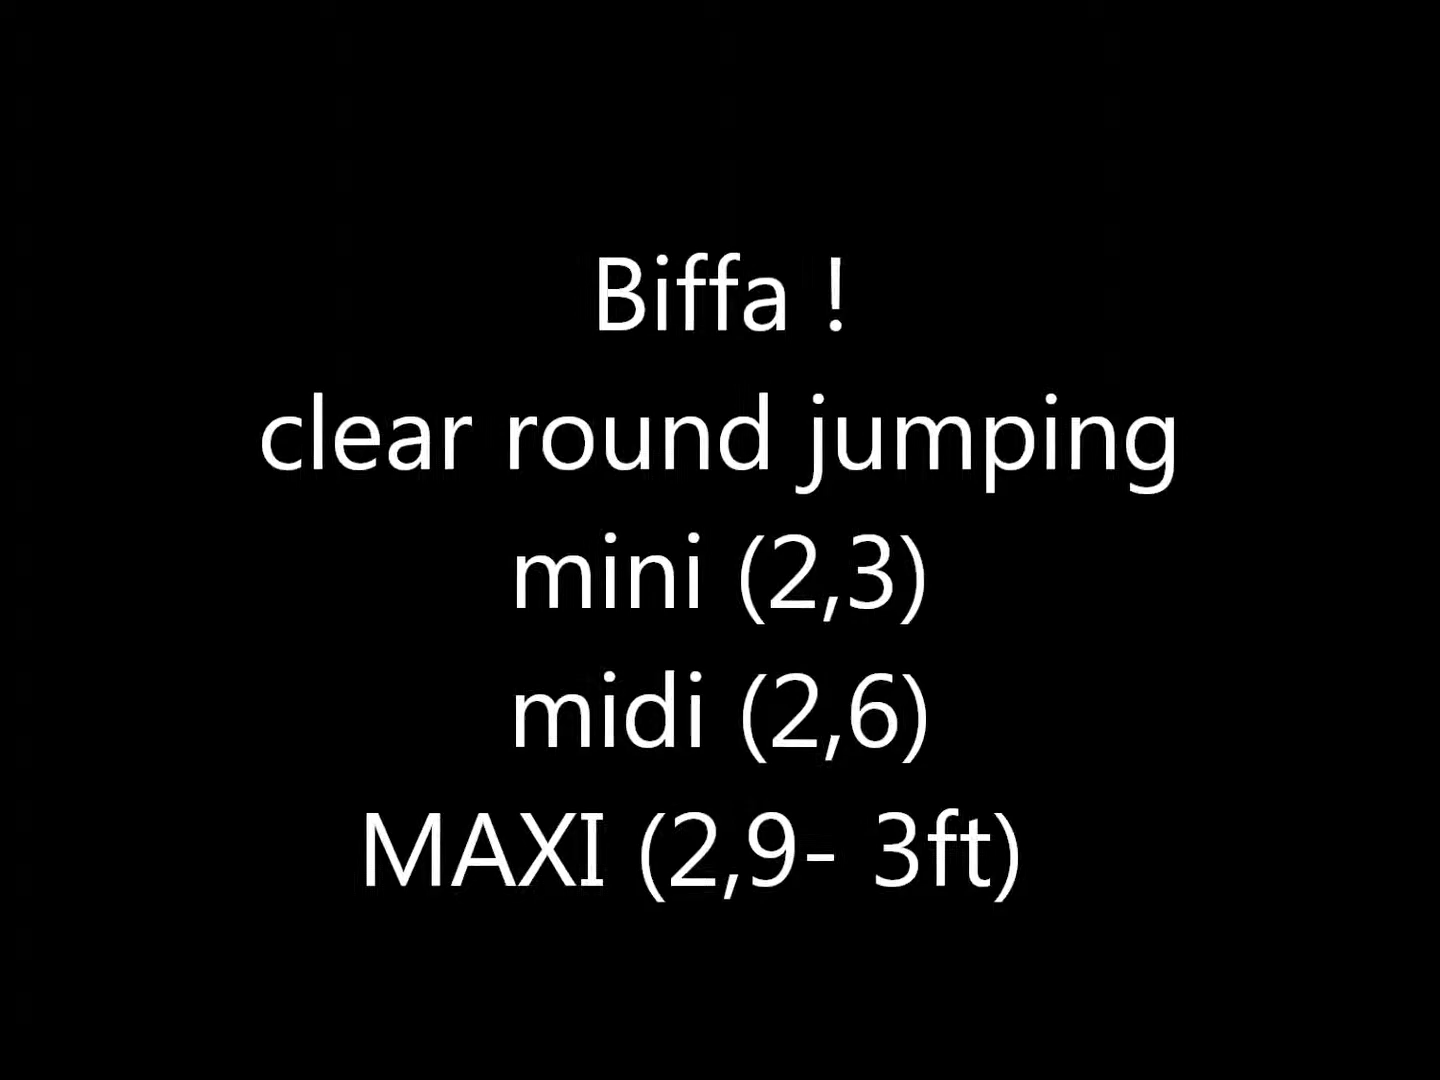 Biffa !
clear round jumping
mini (2,3)
midi (2,6)
MAXI (2,9- 3ft)